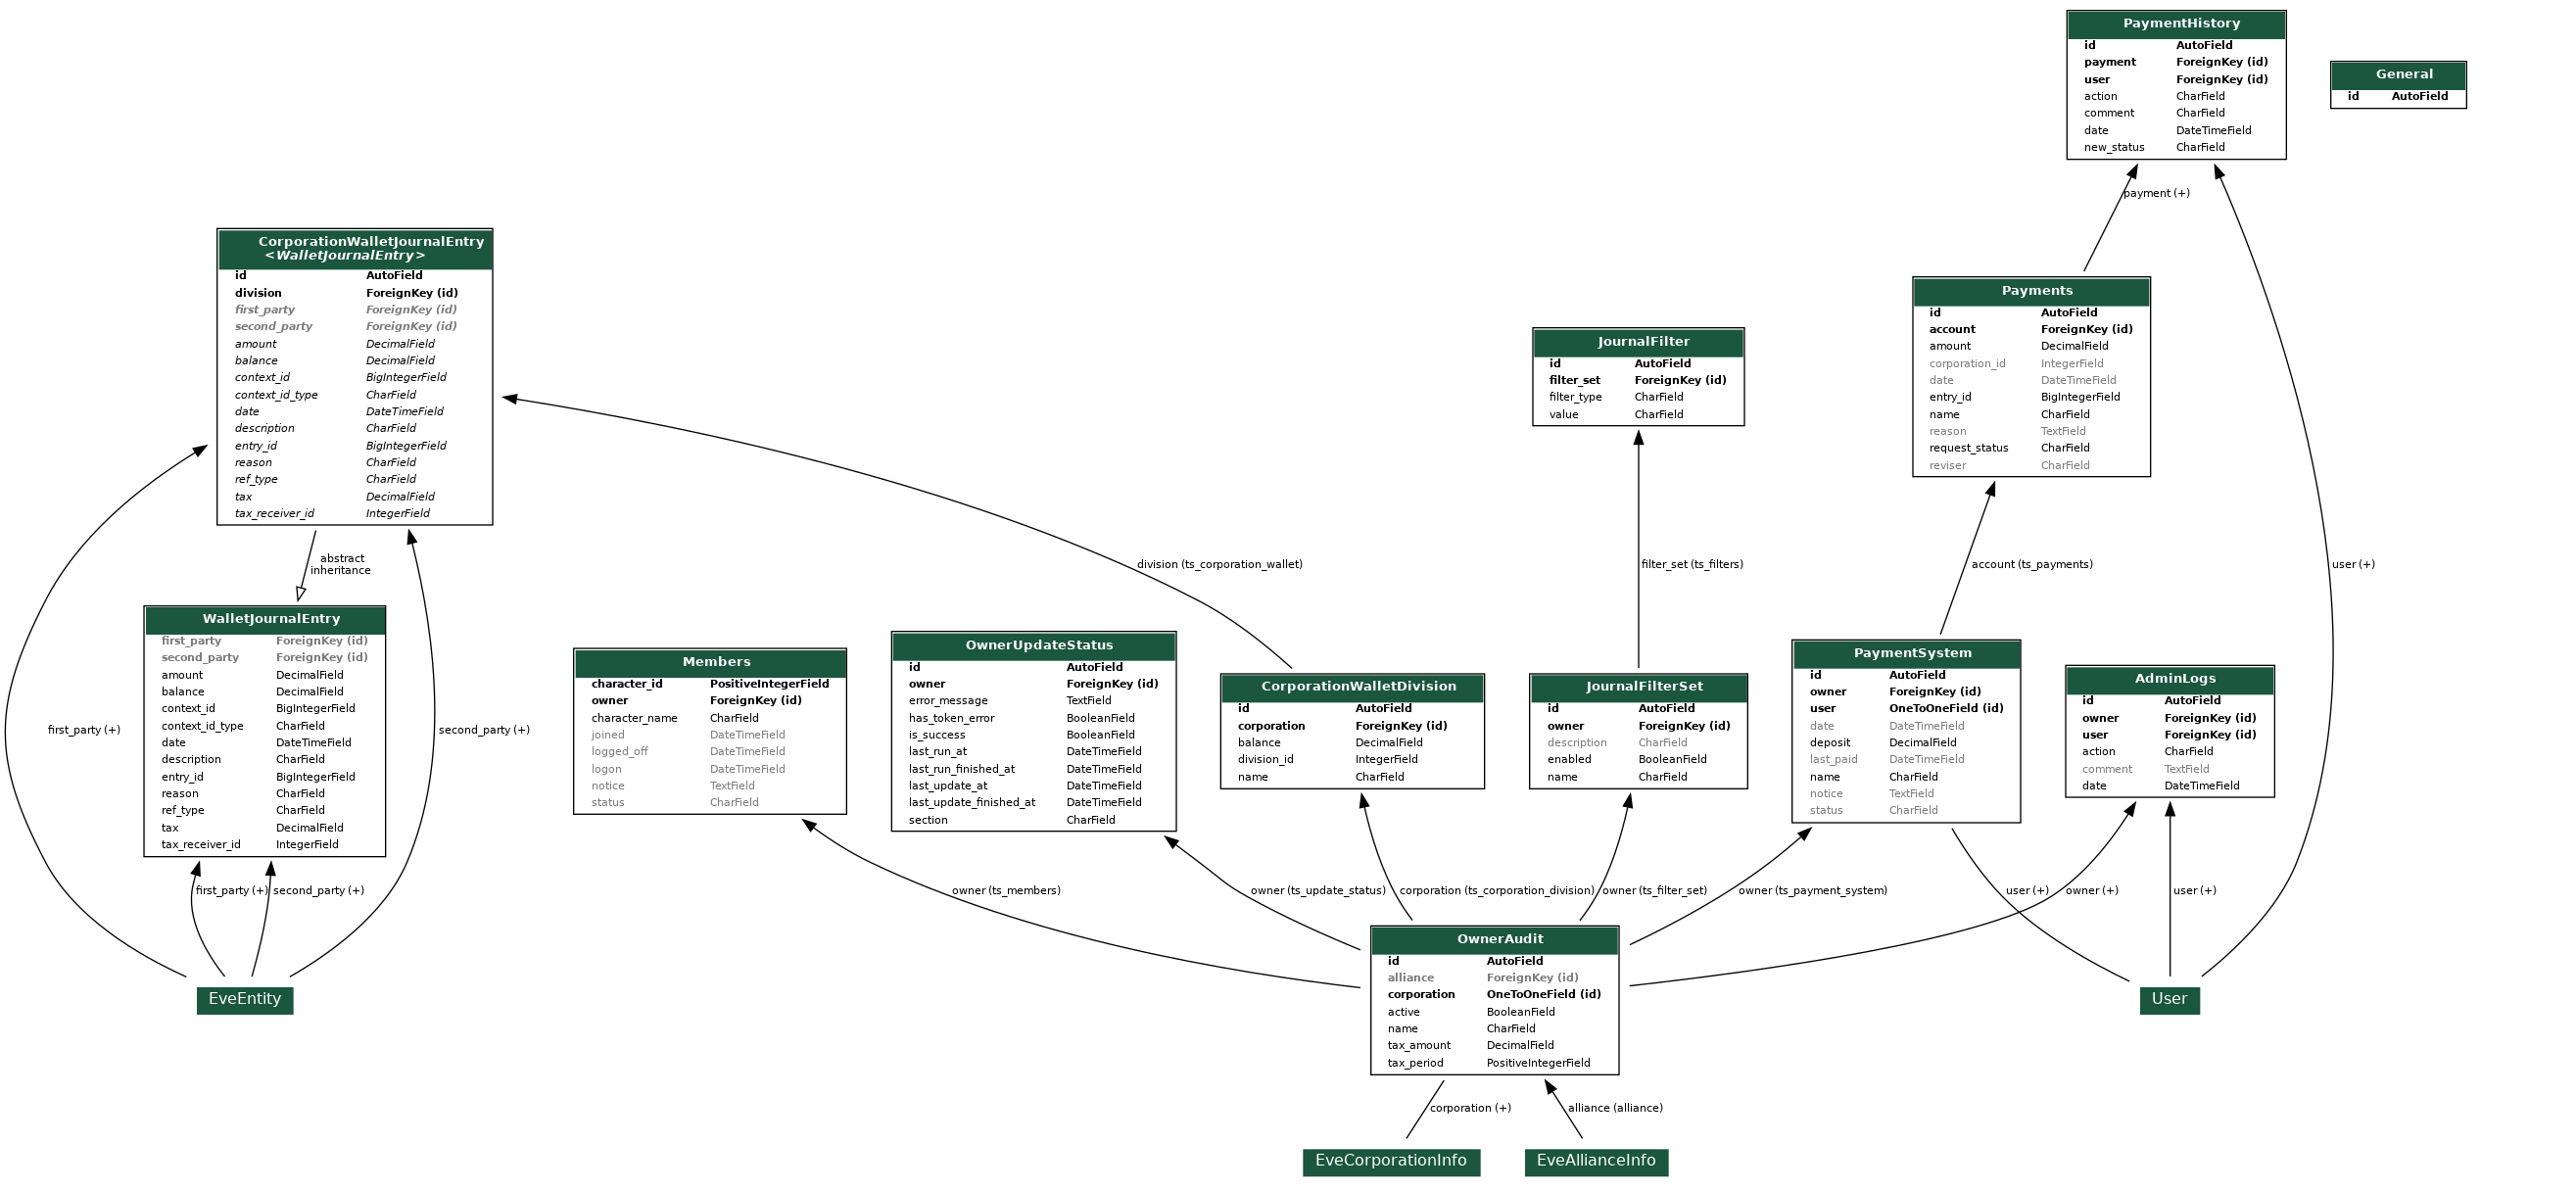 PaymentHistory
id AutoField
payment ForeignKey (id)
user ForeignKey (id)
action CharField
comment CharField
date DateTimeField
new_status CharField
General
id AutoField
payment (+)
CorporationWalletJournalEntry
<WalletJournalEntry>
id AutoField
division ForeignKey (id)
first_party ForeignKey (id)
second_party ForeignKey (id)
amount DecimalField
balance DecimalField
context_id BigIntegerField
context_id_type CharField
date DateTimeField
description CharField
entry_id BigIntegerField
reason CharField
ref_type CharField
tax DecimalField
tax_receiver_id IntegerField
JournalFilter
id AutoField
filter_set ForeignKey (id)
filter_type CharField
value CharField
Payments
id AutoField
account ForeignKey (id)
amount DecimalField
corporation_id IntegerField
date DateTimeField
entry_id BigIntegerField
name CharField
reason TextField
request_status CharField
reviser CharField
abstract
inheritance
division (ts_corporation_wallet)
filter_set (ts_filters)
account (ts_payments)
user (+)
WalletJournalEntry
first_party ForeignKey (id)
second_party ForeignKey (id)
amount DecimalField
balance DecimalField
context_id BigIntegerField
context_id_type CharField
date DateTimeField
description CharField
entry_id BigIntegerField
reason CharField
ref_type CharField
tax DecimalField
tax_receiver_id IntegerField
first_party (+)
second_party (+)
Members
character_id PositiveIntegerField
owner ForeignKey (id)
character_name CharField
joined DateTimeField
logged_off DateTimeField
logon DateTimeField
notice TextField
status CharField
OwnerUpdateStatus
id AutoField
owner ForeignKey (id)
error_message TextField
has_token_error BooleanField
is_success BooleanField
last_run_at DateTimeField
last_run_finished_at DateTimeField
last_update_at DateTimeField
last_update_finished_at DateTimeField
section CharField
CorporationWalletDivision
id AutoField
corporation ForeignKey (id)
balance DecimalField
division_id IntegerField
name CharField
JournalFilterSet
id AutoField
owner ForeignKey (id)
description CharField
enabled BooleanField
name CharField
PaymentSystem
id AutoField
owner ForeignKey (id)
user OneToOneField (id)
date DateTimeField
deposit DecimalField
last_paid DateTimeField
name CharField
notice TextField
status CharField
AdminLogs
id AutoField
owner ForeignKey (id)
user ForeignKey (id)
action CharField
comment TextField
date DateTimeField
first_party (+)
second_party (+)
owner (ts_members)
owner (ts_update_status)
corporation (ts_corporation_division)
owner (ts_filter_set)
owner (ts_payment_system)
user (+)
owner (+)
user (+)
EveEntity
OwnerAudit
id AutoField
alliance ForeignKey (id)
corporation OneToOneField (id)
active BooleanField
name CharField
tax_amount DecimalField
tax_period PositiveIntegerField
User
corporation (+)
alliance (alliance)
EveCorporationInfo
EveAllianceInfo